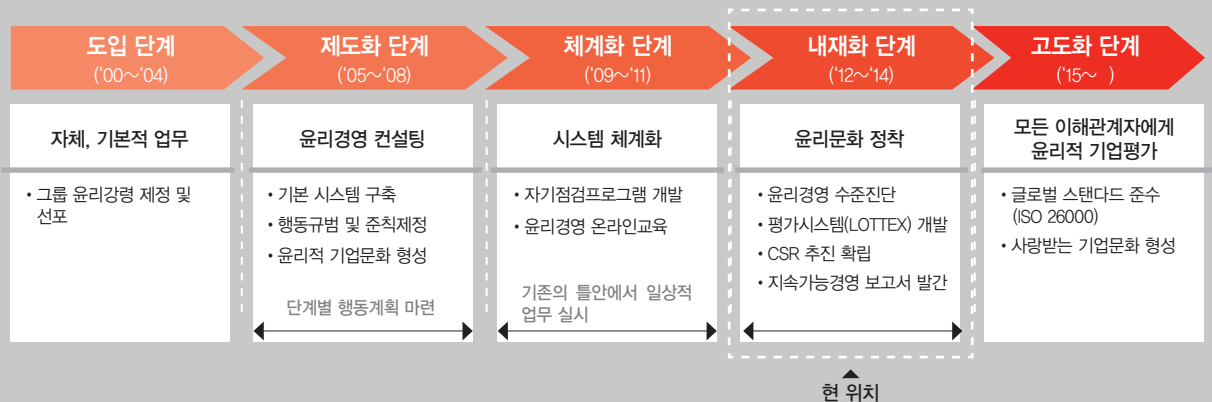 도입 단계
('00~'04)
자체, 기본적 업무
• 그룹 윤리강령 제정 및
선포
제도화 단계
('05~'08)
윤리경영 컨설팅
• 기본 시스템 구축
• 행동규범 및 준칙제정
• 윤리적 기업문화 형성
단계별 행동계획 마련
체계화 단계
('09~'11)
시스템 체계화
• 자기점검프로그램 개발
• 윤리경영 온라인교육
기존의 틀안에서 일상적
업무 실시
내재화 단계
('12~'14)
윤리문화 정착
• 윤리경영 수준진단
• 평가시스템(LOTTEX) 개발
• CSR 추진 확립
• 지속가능경영 보고서 발간
현 위치
고도화 단계
('15~ )
모든 이해관계자에게
윤리적 기업평가
• 글로벌 스탠다드 준수
(ISO 26000)
• 사랑받는 기업문화 형성